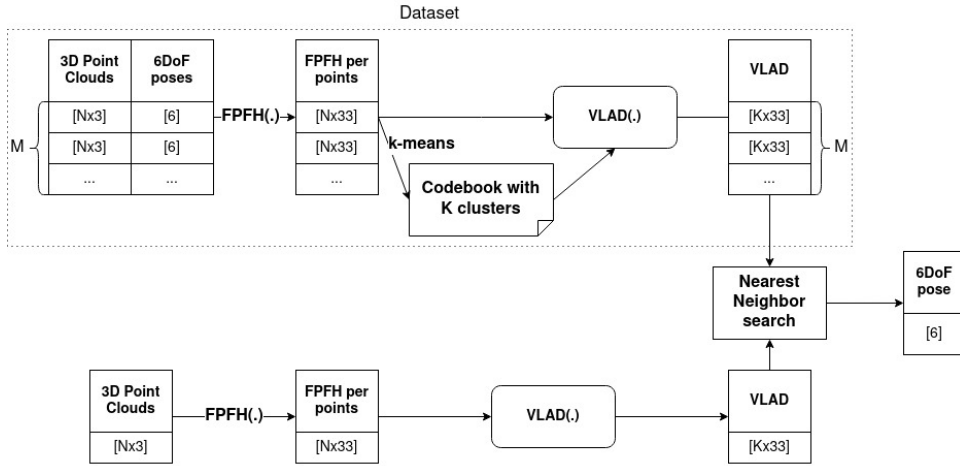 Dataset
3D Point
Clouds
6DoF
poses
FPFH per
points
VLAD
M
[Nx3]
[6]
FPFH(.)
[Nx33]
VLAD(.)
[Kx33]
M
[Nx3]
[6]
[Nx33]
k-means
[Kx33]
...
...
...
Codebook with
K clusters
...
Nearest
Neighbor
search
6DoF
pose
[6]
3D Point
Clouds
[Nx3]
FPFH(.)
FPFH per
points
[Nx33]
VLAD(.)
VLAD
[Kx33]